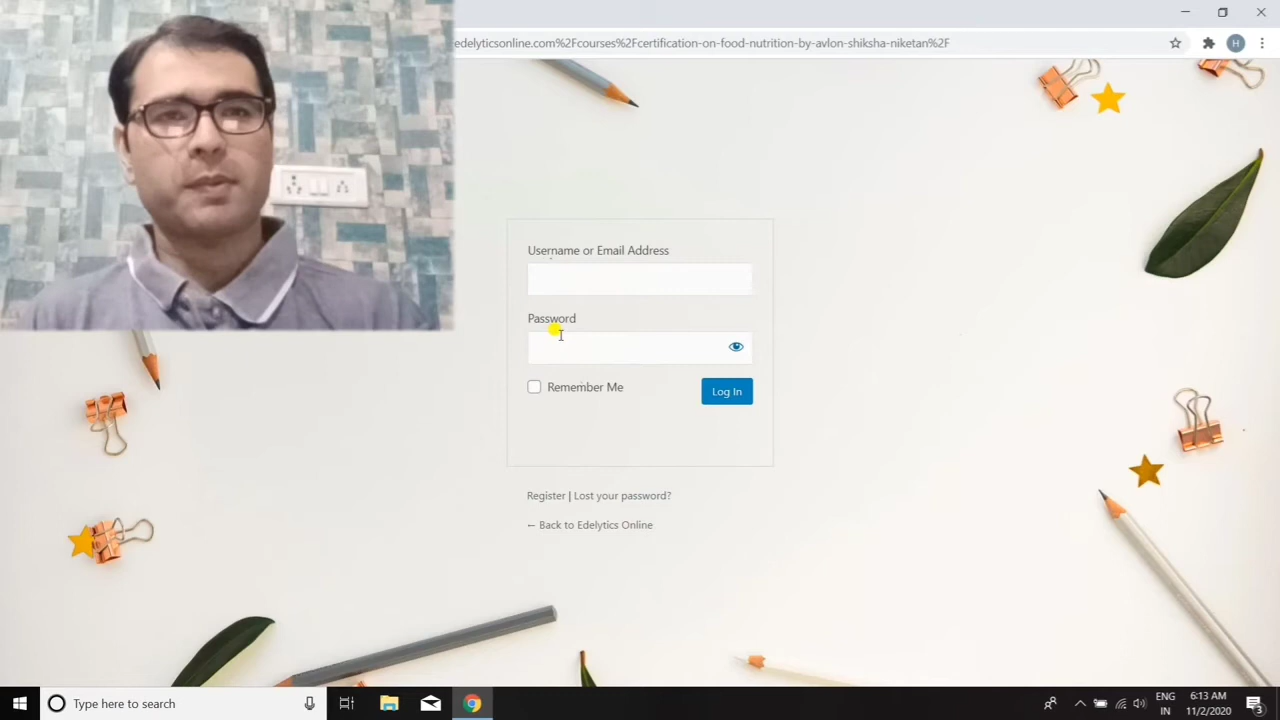 edelyticsonline.com%2Fcourses%2Fcertification-on-food-nutrition-by-avlon-shiksha-niketan%2F
H
Username or Email Address
Password
Remember Me
Log In
Register | Lost your password?
← Back to Edelytics Online
Type here to search
ENG
IN
6:13 AM
11/2/2020
3